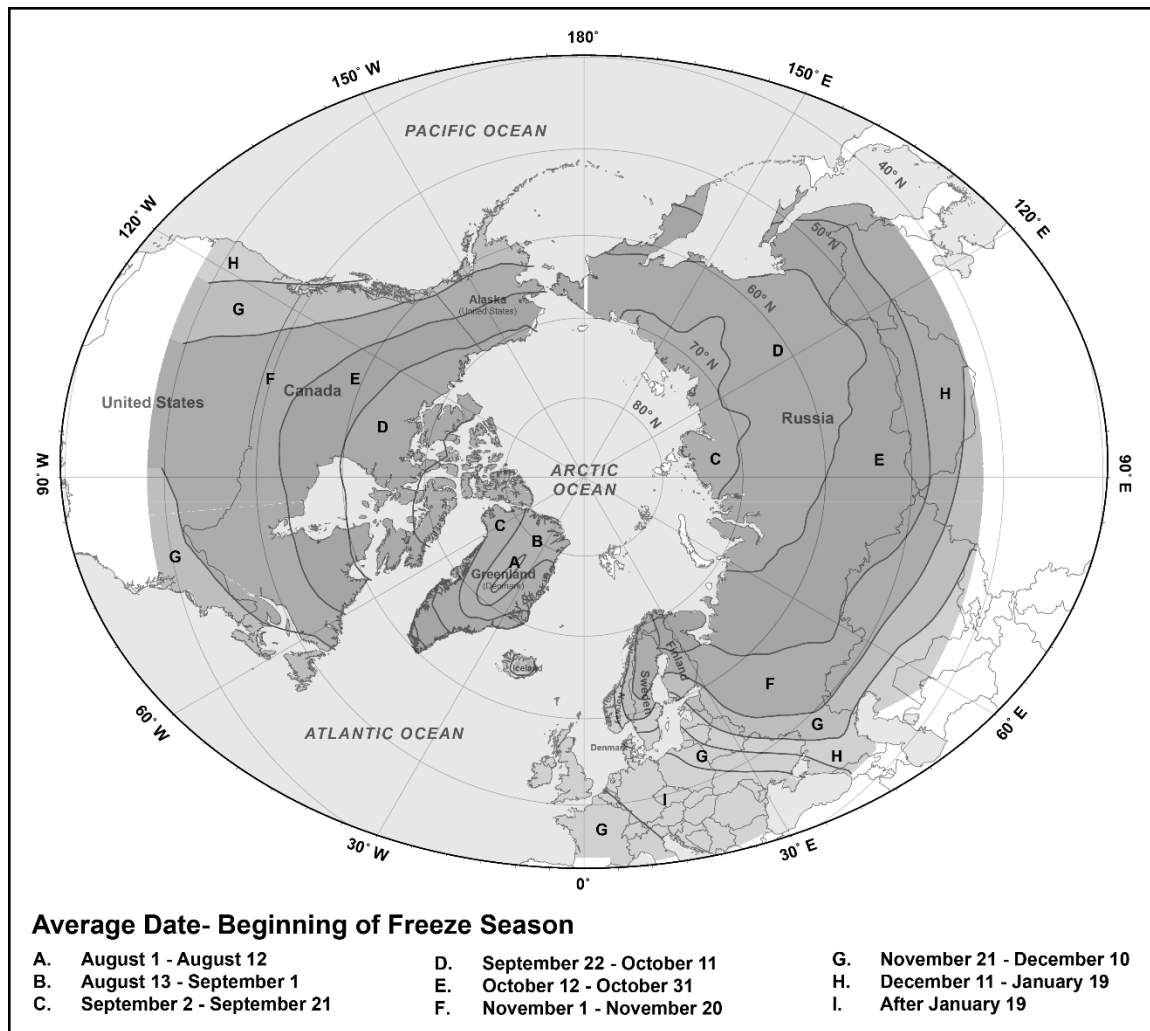 180˚
150˚ W
150˚ E
PACIFIC OCEAN
40˚ N
120˚ W
120˚ E
H
50˚ N
G
Alaska
(United States)
60˚ N
D
F
E
70˚ N
Canada
H
United States
80˚ N
Russia
D
90˚ W
ARCTIC
OCEAN
C
E
90˚ E
C
B
A
Greenland
(Denmark)
G
Iceland
Finland
Sweden
Norway
F
60˚ W
ATLANTIC OCEAN
Denmark
G
G
H
60˚ E
I
G
30˚ W
30˚ E
0˚
Average Date- Beginning of Freeze Season
A. August 1 - August 12
B. August 13 - September 1
C. September 2 - September 21
D. September 22 - October 11
E. October 12 - October 31
F. November 1 - November 20
G. November 21 - December 10
H. December 11 - January 19
I. After January 19